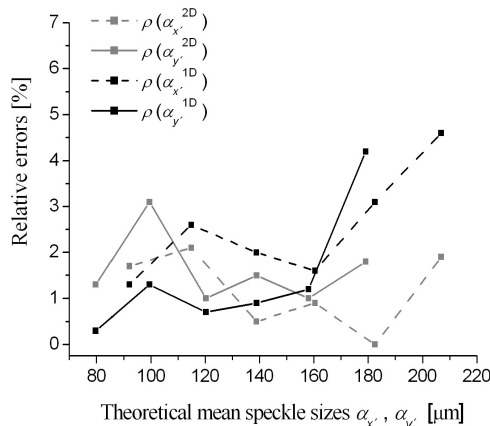 7
6
5
4
3
2
1
0
Relative errors [%]
ρ(αx′2D)
ρ(αy′2D)
ρ(αx′1D)
ρ(αy′1D)
80 100 120 140 160 180 200 220
Theoretical mean speckle sizes αx′, αy′ [μm]